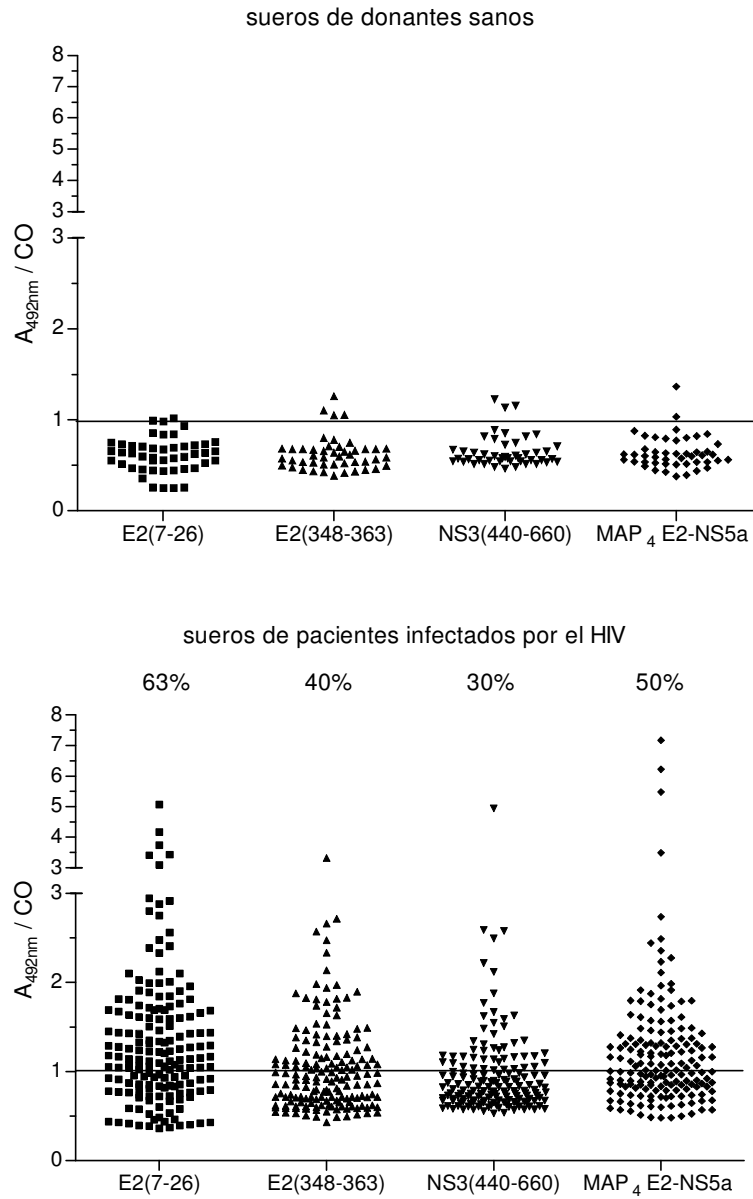 sueros de donantes sanos
8
7
6
5
4
3
3
2
1
0
A492nm / CO
E2(7-26) E2(348-363) NS3(440-660) MAP 4 E2-NS5a
sueros de pacientes infectados por el HIV
63% 40% 30% 50%
8
7
6
5
4
3
3
2
1
0
A492nm / CO
E2(7-26) E2(348-363) NS3(440-660) MAP 4 E2-NS5a